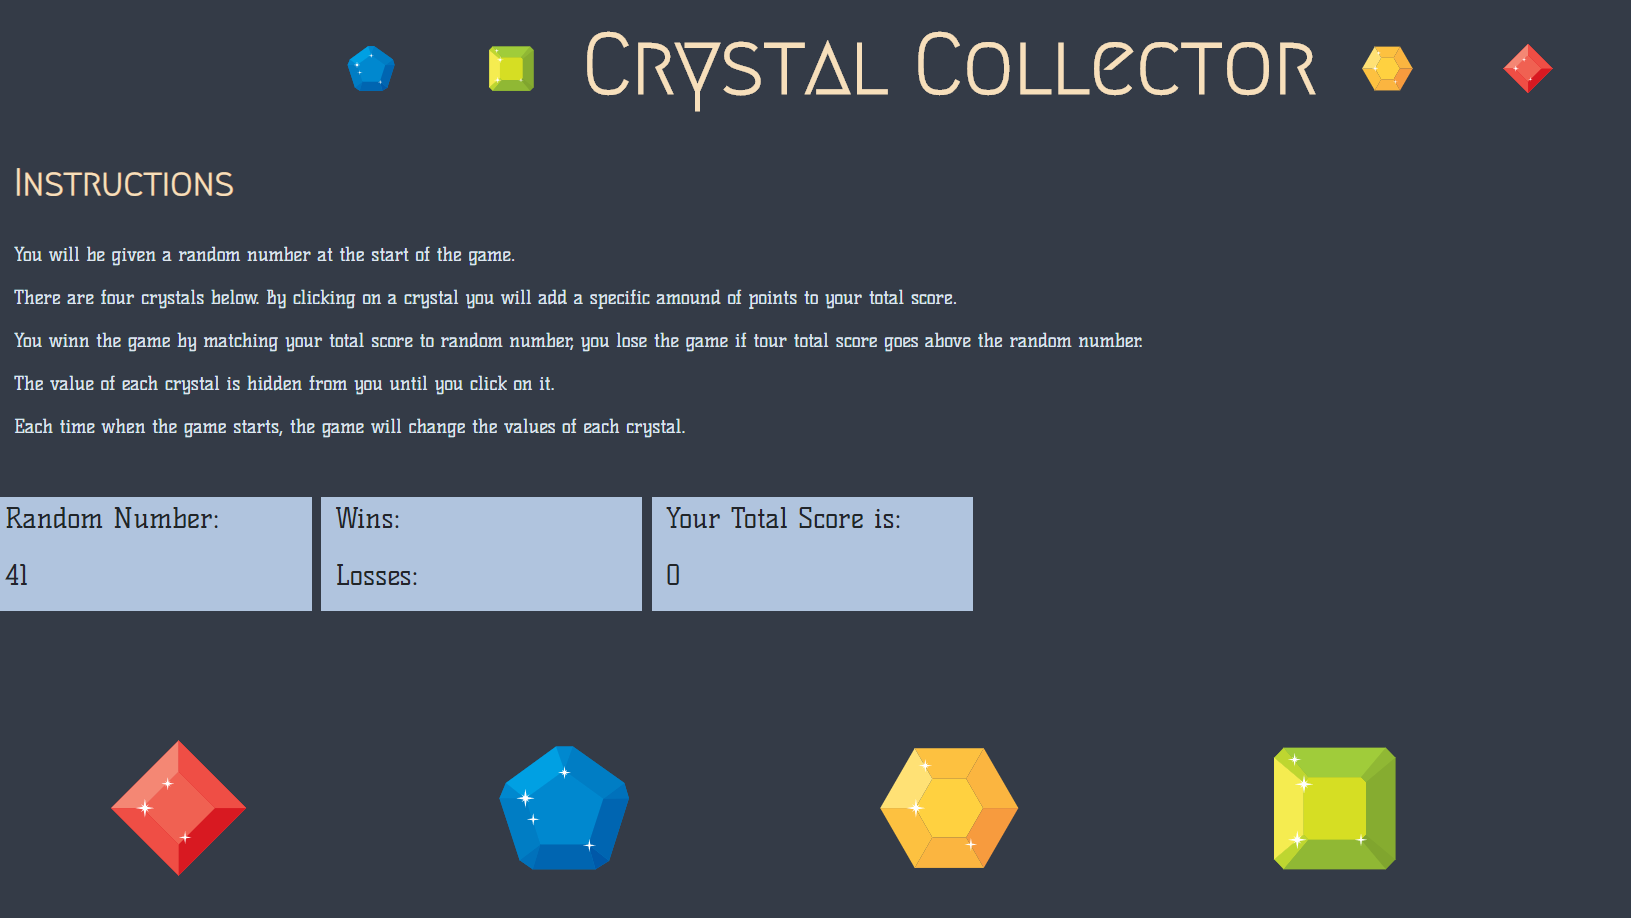 Crystal Collector
Instructions
You will be given a random number at the start of the game.
There are four crystals below. By clicking on a crystal you will add a specific amound of points to your total score.
You winn the game by matching your total score to random number, you lose the game if tour total score goes above the random number.
The value of each crystal is hidden from you until you click on it.
Each time when the game starts, the game will change the values of each crystal.
Random Number:
41
Wins:
Losses:
Your Total Score is:
0